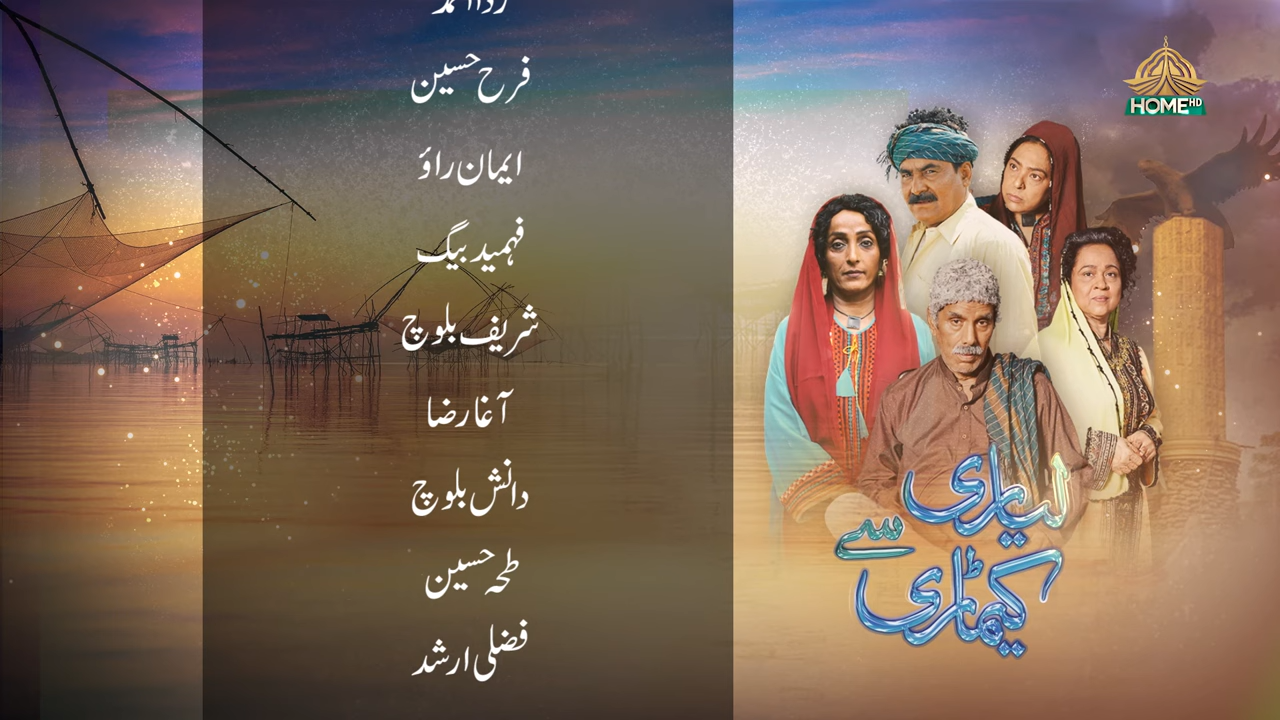 فرح حسین
ایمان راؤ
فہمید بیگ
شریف بلوچ
آغا رضا
دانش بلوچ
طحہ حسین
فضلی ارشد
HOME HD
لیاری
سے
کیماڑی